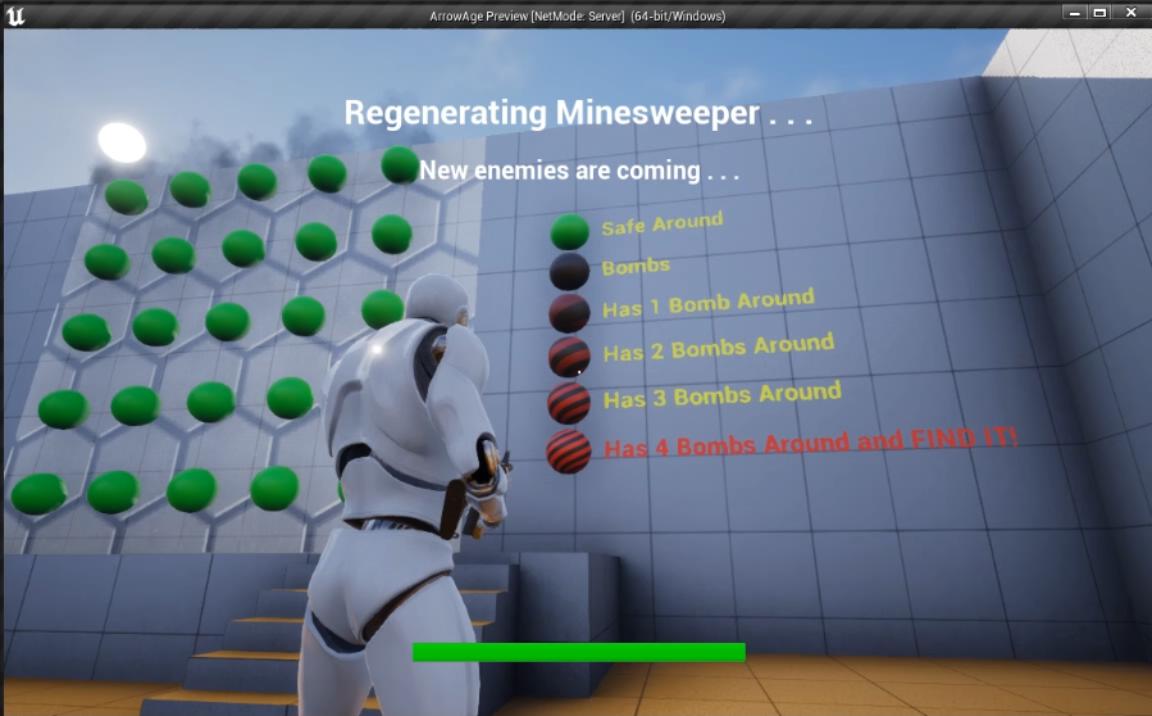 ArrowAge Preview [NetMode: Server] (64-bit/Windows)
Regenerating Minesweeper . . .
New enemies are coming . . .
Safe Around
Bombs
Has 1 Bomb Around
Has 2 Bombs Around
Has 3 Bombs Around
Has 4 Bombs Around and FIND IT!